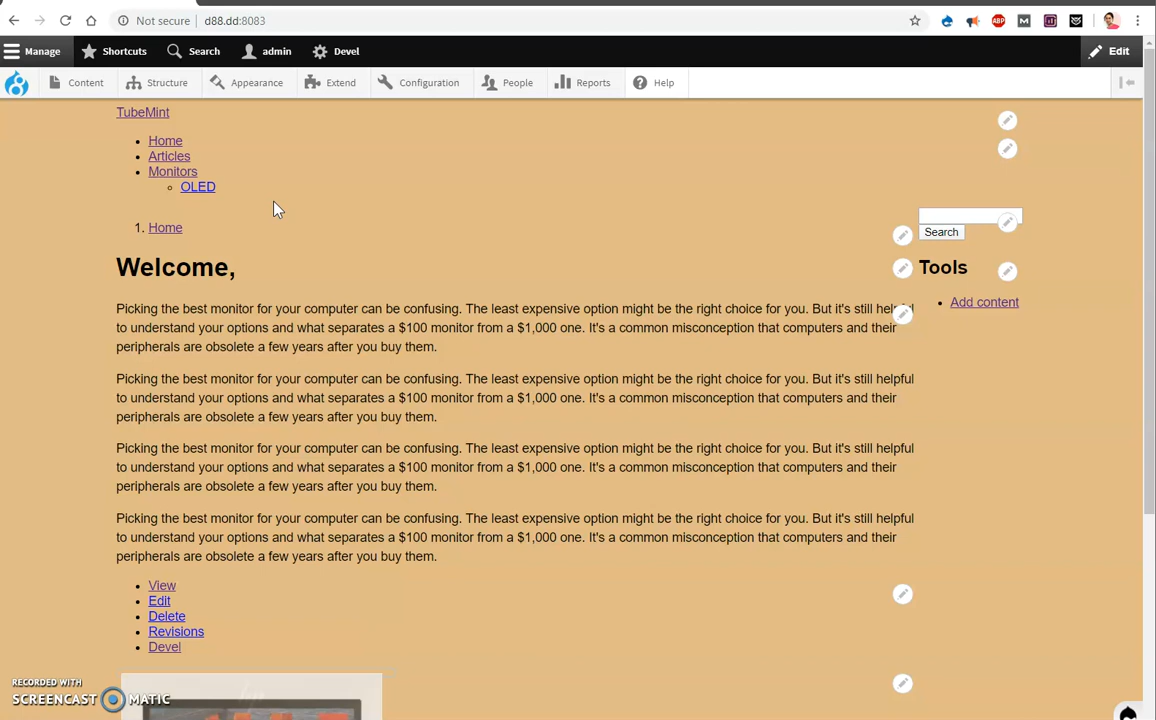 Not secure | d88.dd:8083
ABP
M
Manage Shortcuts Search admin Devel Edit
Content Structure Appearance Extend Configuration People Reports Help
TubeMint
Home
Articles
Monitors
OLED
1. Home
Search
Welcome,
Tools
Add content
Picking the best monitor for your computer can be confusing. The least expensive option might be the right choice for you. But it's still helpful
to understand your options and what separates a $100 monitor from a $1,000 one. It's a common misconception that computers and their
peripherals are obsolete a few years after you buy them.
Picking the best monitor for your computer can be confusing. The least expensive option might be the right choice for you. But it's still helpful
to understand your options and what separates a $100 monitor from a $1,000 one. It's a common misconception that computers and their
peripherals are obsolete a few years after you buy them.
Picking the best monitor for your computer can be confusing. The least expensive option might be the right choice for you. But it's still helpful
to understand your options and what separates a $100 monitor from a $1,000 one. It's a common misconception that computers and their
peripherals are obsolete a few years after you buy them.
Picking the best monitor for your computer can be confusing. The least expensive option might be the right choice for you. But it's still helpful
to understand your options and what separates a $100 monitor from a $1,000 one. It's a common misconception that computers and their
peripherals are obsolete a few years after you buy them.
View
Edit
Delete
Revisions
Devel
RECORDED WITH
SCREENCAST MATIC